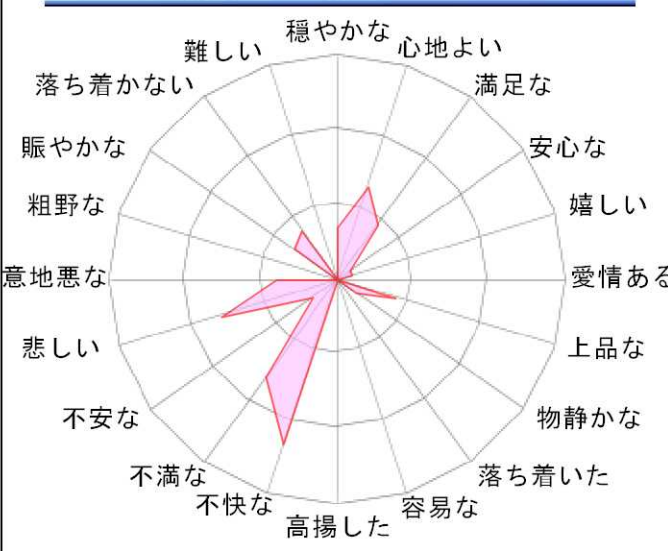 穏やかな
心地よい
満足な
安心な
嬉しい
愛情ある
上品な
物静かな
落ち着いた
容易な
高揚した
不快な
不満な
不安な
悲しい
意地悪な
粗野な
賑やかな
落ち着かない
難しい